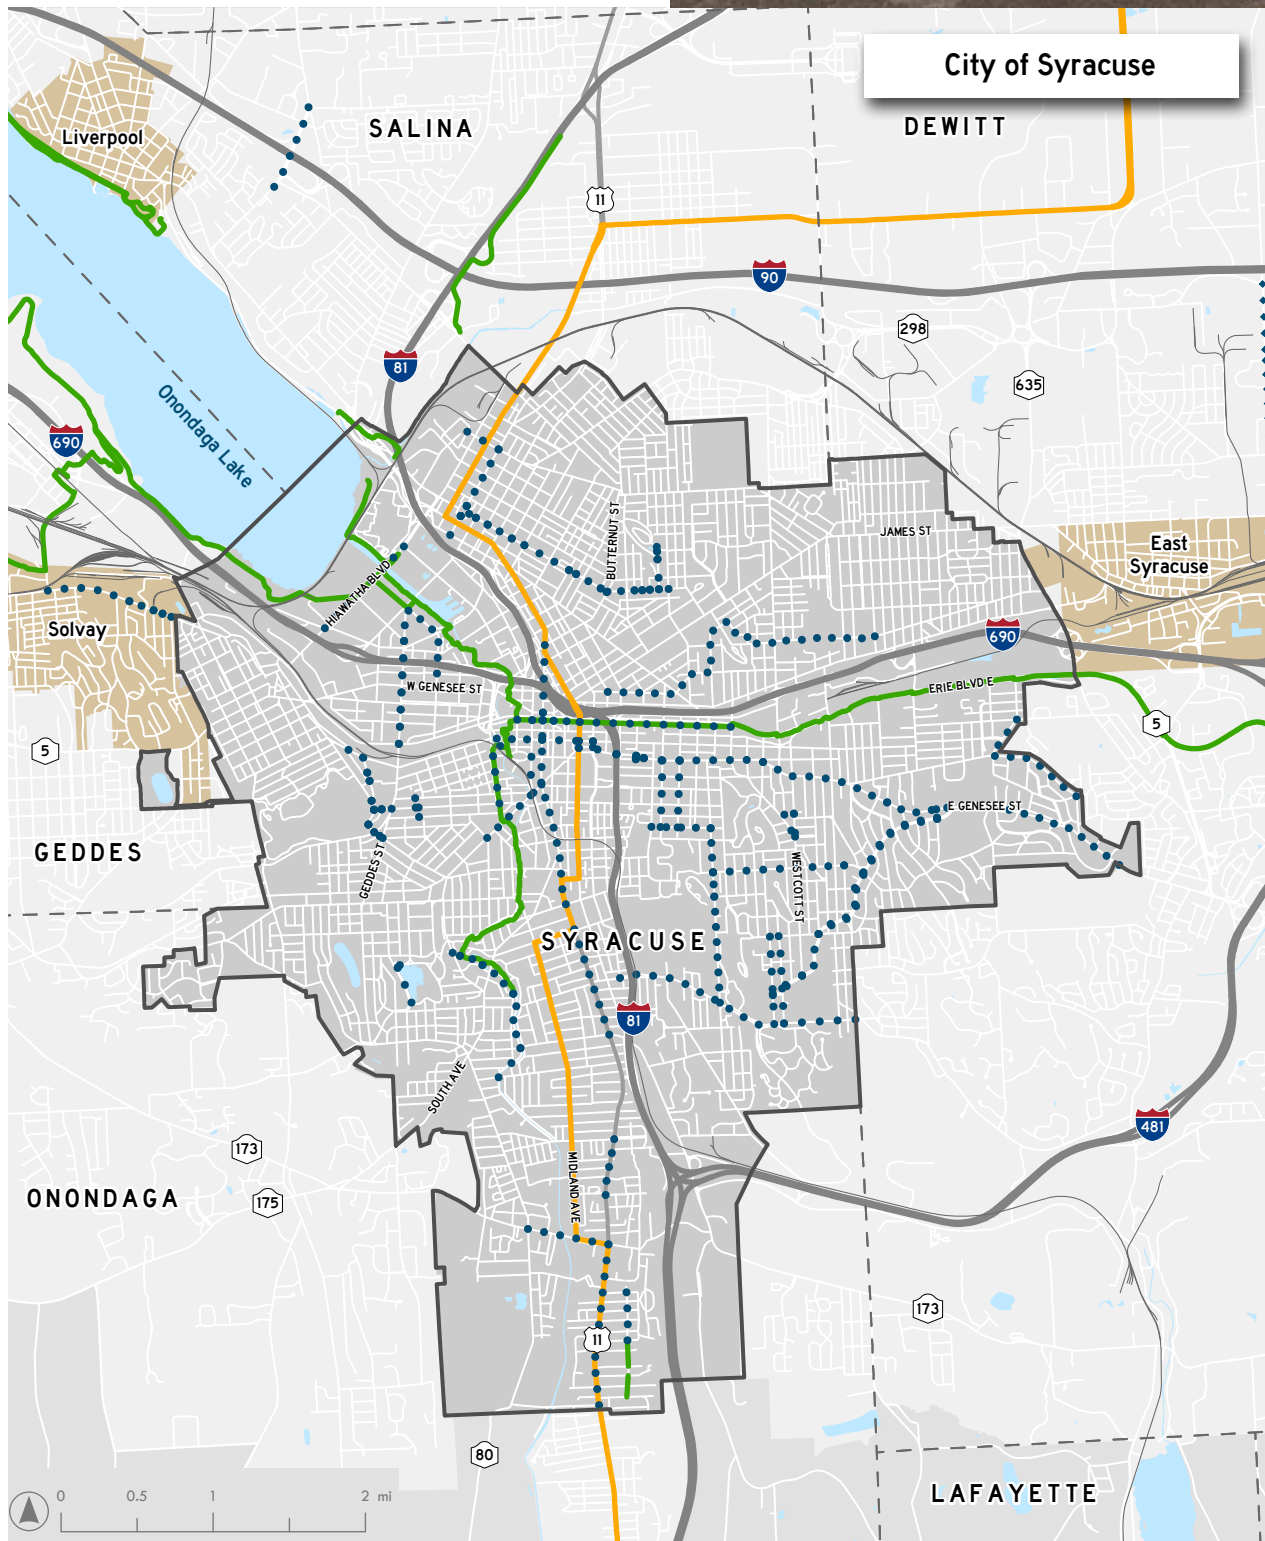 City of Syracuse
SALINA
DEWITT
Liverpool
11
90
298
81
635
Onondaga Lake
690
BUTTERNUT ST
JAMES ST
East
Syracuse
HIAWATHA BLVD
Solvay
690
W GENESEE ST
ERIE BLVD E
5
5
E GENESEE ST
GEDDES
GEDDES ST
WESTCOTT ST
SYRACUSE
81
SOUTH AVE
481
173
MIDLAND AVE
175
ONONDAGA
173
11
80
LAFAYETTE
0 0.5 1 2 mi